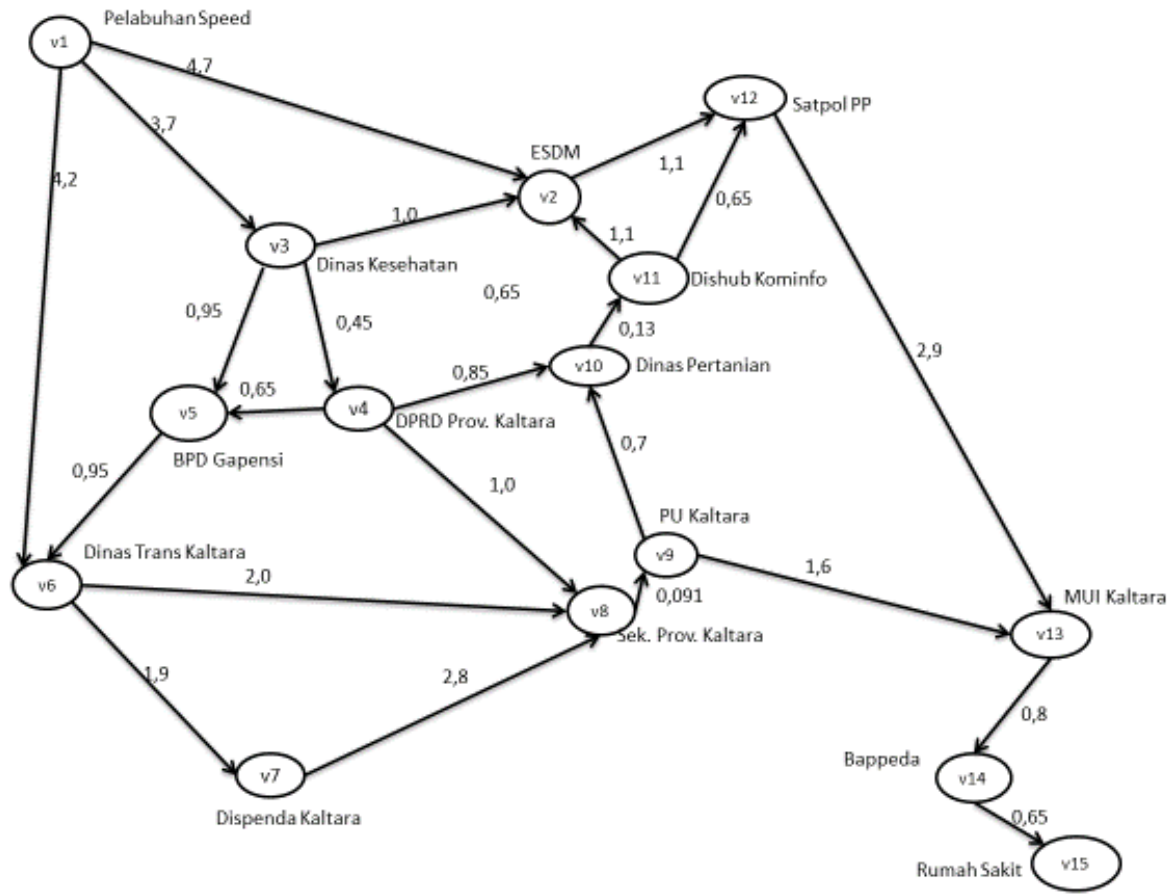 Pelabuhan Speed
v1
4,7
3,7
4,2
v12
Satpol PP
ESDM
1,1
v2
0,65
1,0
1,1
v3
Dinas Kesehatan
v11
Dishub Kominfo
0,65
0,95
0,45
0,13
2,9
v10
Dinas Pertanian
0,85
0,65
v5
v4
DPRD Prov. Kaltara
BPD Gapensi
0,95
0,7
1,0
PU Kaltara
Dinas Trans Kaltara
v9
1,6
2,0
v6
0,091
MUI Kaltara
v8
Sek. Prov. Kaltara
v13
1,9
2,8
0,8
Bappeda
v7
v14
Dispenda Kaltara
0,65
Rumah Sakit
v15